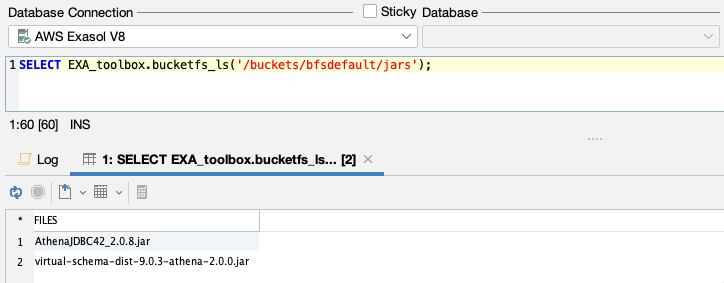 Database Connection Sticky Database
AWS Exasol V8
1 SELECT EXA_toolbox.bucketfs_ls('/buckets/bfsdefault/jars');
1:60 [60] INS
Log 1: SELECT EXA_toolbox.bucketfs_ls... [2]
* FILES
1 AthenaJDBC42_2.0.8.jar
2 virtual-schema-dist-9.0.3-athena-2.0.0.jar